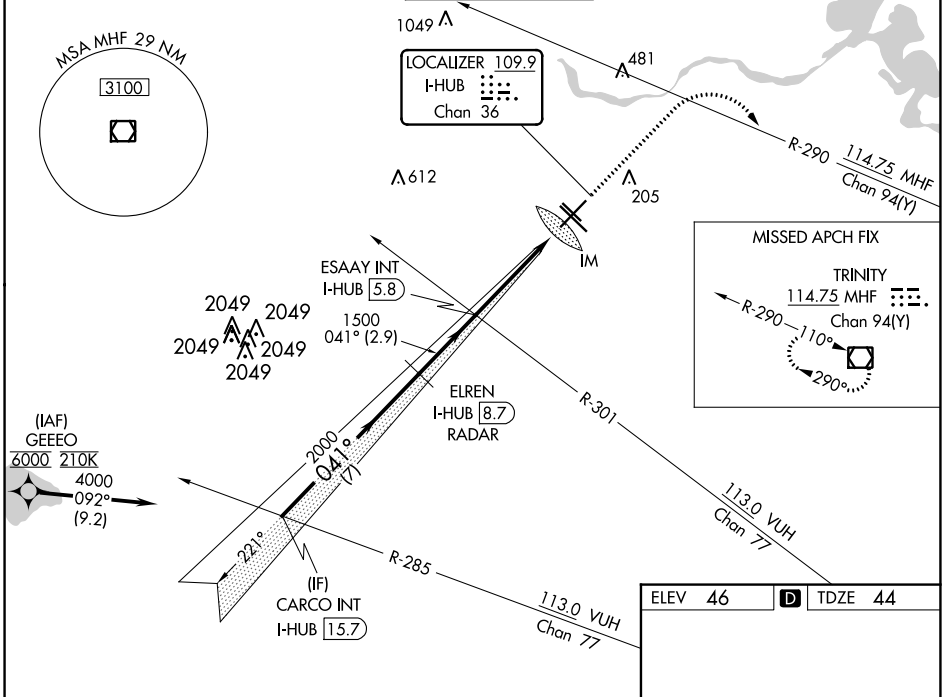 MSA MHF 29 NM
3100
1049
LOCALIZER 109.9
I-HUB
Chan 36
481
R-290
114.75 MHF
Chan 94(Y)
612
205
IM
MISSED APCH FIX
TRINITY
114.75 MHF
Chan 94(Y)
R-290
110°
290°
ESAAY INT
I-HUB 5.8
1500
041° (2.9)
2049
2049
2049
2049
2049
ELREN
I-HUB 8.7
RADAR
R-301
113.0 VUH
Chan 77
(IAF)
GEEEO
6000 210K
4000
092°
(9.2)
2000
041°
(7)
221°
(IF)
CARCO INT
I-HUB 15.7
R-285
113.0 VUH
Chan 77
ELEV 46
D
TDZE 44